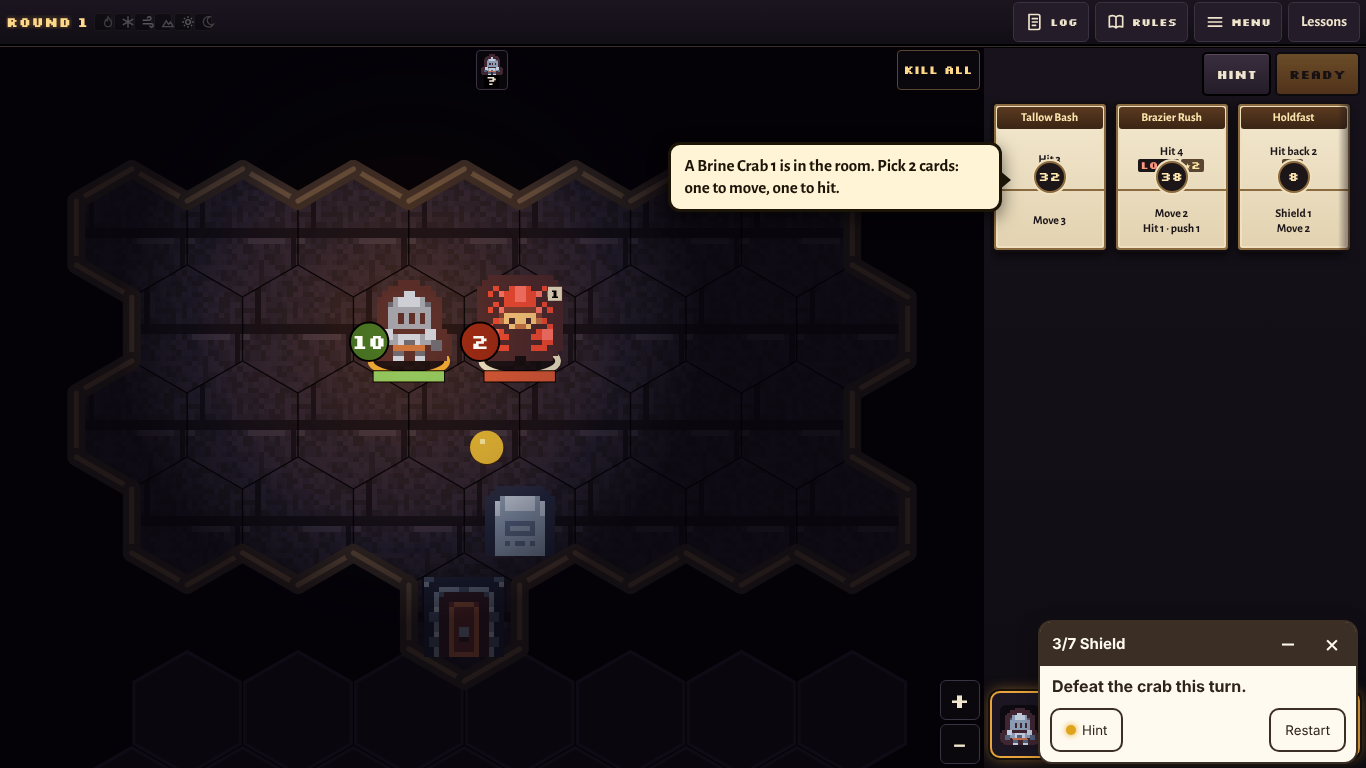 ROUND 1
LOG
RULES
MENU
Lessons
?
KILL ALL
HINT
READY
A Brine Crab 1 is in the room. Pick 2 cards:
one to move, one to hit.
Tallow Bash
32
Move 3
Brazier Rush
Hit 4
38
Move 2
Hit 1 · push 1
Holdfast
Hit back 2
8
Shield 1
Move 2
1
10
2
+
−
3/7 Shield
Defeat the crab this turn.
Hint
Restart